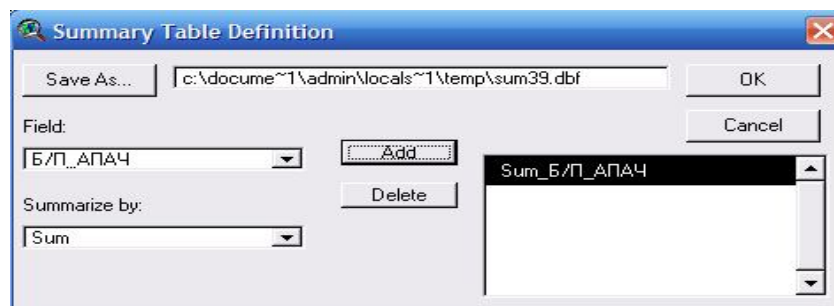 Summary Table Definition
Save As... c:\docume~1\admin\locals~1\temp\sum39.dbf OK
Field: Cancel
Б/П_АПАЧ Add
Sum_Б/П_АПАЧ
Delete
Summarize by:
Sum